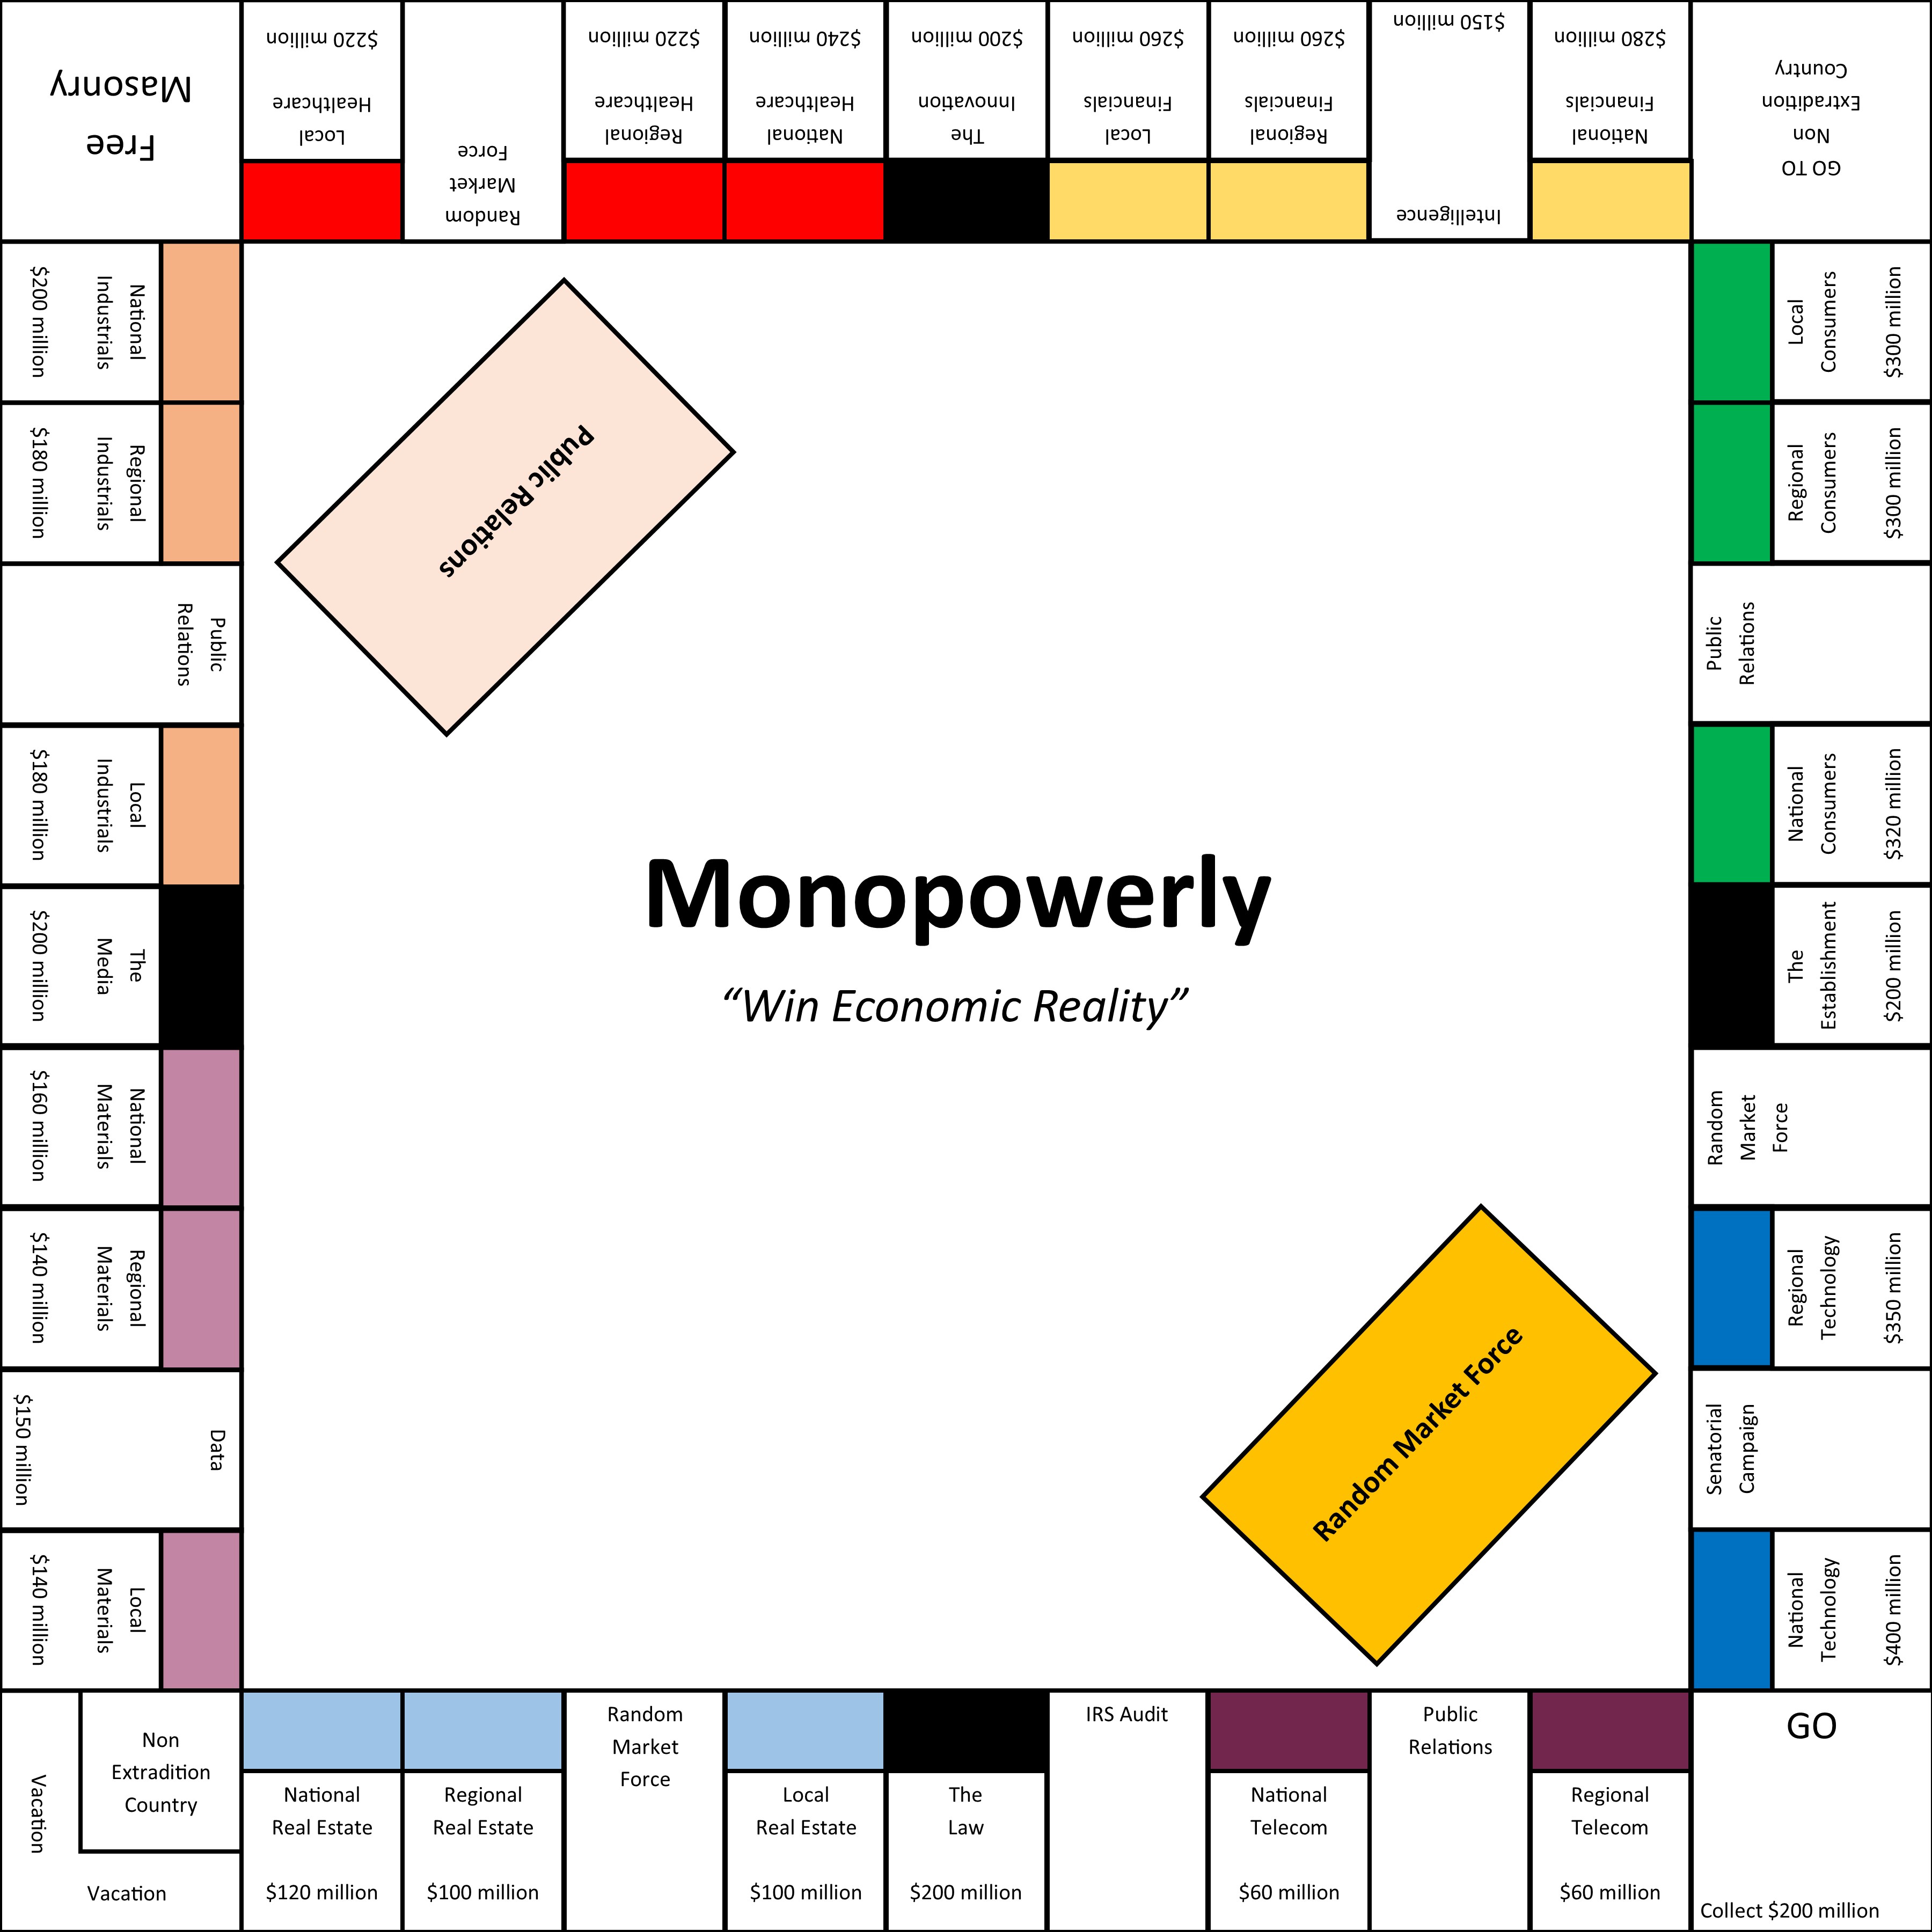 Free
Masonry
Local
Healthcare
$220 million
Random
Market
Force
Regional
Healthcare
$220 million
National
Healthcare
$240 million
The
Innovation
$200 million
Local
Financials
$260 million
Regional
Financials
$260 million
Intelligence
$150 million
National
Financials
$280 million
GO TO
Non
Extradition
Country
Local
Consumers
$300 million
Regional
Consumers
$300 million
Public
Relations
National
Consumers
$320 million
The
Establishment
$200 million
Random
Market
Force
Regional
Technology
$350 million
Senatorial
Campaign
National
Technology
$400 million
GO
Collect $200 million
Regional
Telecom
$60 million
Public
Relations
National
Telecom
$60 million
IRS Audit
The
Law
$200 million
Local
Real Estate
$100 million
Random
Market
Force
Regional
Real Estate
$100 million
National
Real Estate
$120 million
Non
Extradition
Country
Vacation
Vacation
Local
Materials
$140 million
Data
$150 million
Regional
Materials
$140 million
National
Materials
$160 million
The
Media
$200 million
Local
Industrials
$180 million
Public
Relations
Regional
Industrials
$180 million
National
Industrials
$200 million
Public Relations
Monopowerly
“Win Economic Reality”
Random Market Force